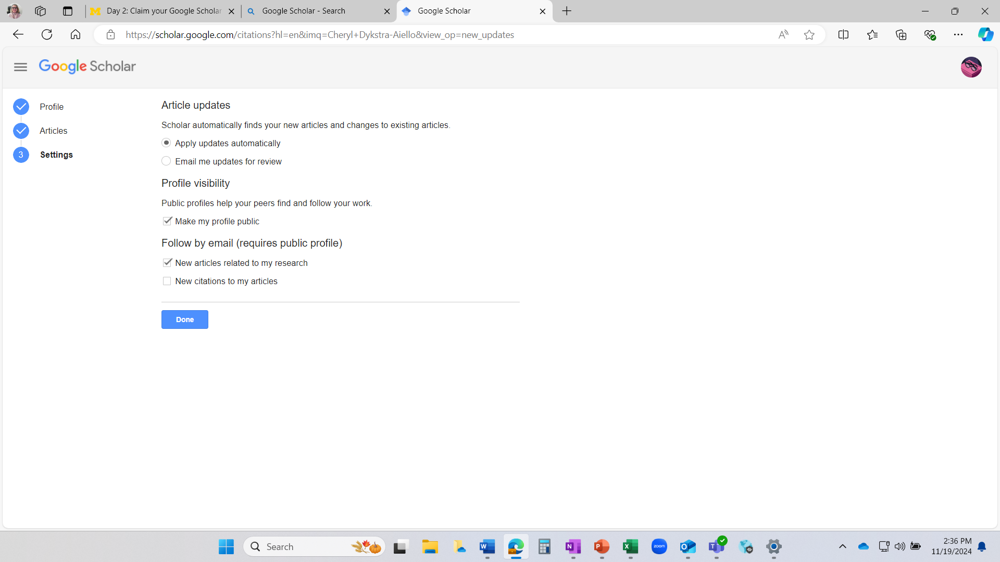 Day 2: Claim your Google Scholar
Google Scholar - Search
Google Scholar
https://scholar.google.com/citations?hl=en&imq=Cheryl+Dykstra-Aiello&view_op=new_updates
Google Scholar
Profile
Articles
3 Settings
Article updates
Scholar automatically finds your new articles and changes to existing articles.
Apply updates automatically
Email me updates for review
Profile visibility
Public profiles help your peers find and follow your work.
Make my profile public
Follow by email (requires public profile)
New articles related to my research
New citations to my articles
Done
Search
zoom
2:36 PM
11/19/2024